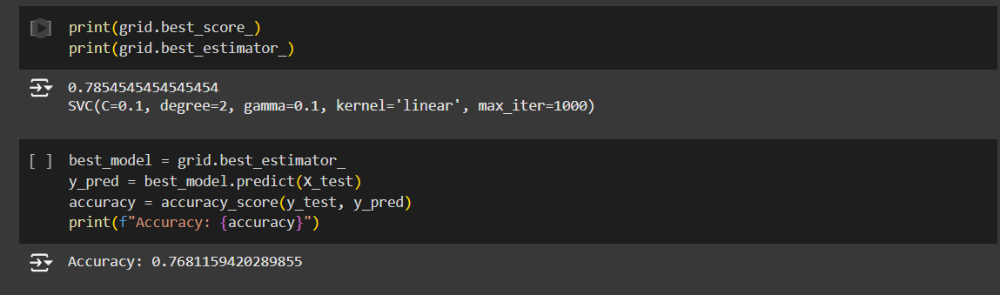 print(grid.best_score_)
print(grid.best_estimator_)
0.7854545454545454
SVC(C=0.1, degree=2, gamma=0.1, kernel='linear', max_iter=1000)
[ ] best_model = grid.best_estimator_
y_pred = best_model.predict(X_test)
accuracy = accuracy_score(y_test, y_pred)
print(f"Accuracy: {accuracy}")
Accuracy: 0.7681159420289855